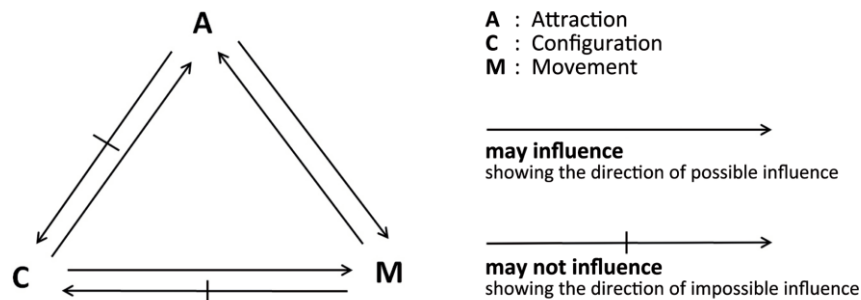 A
C
M
A : Attraction
C : Configuration
M : Movement
may influence
showing the direction of possible influence
may not influence
showing the direction of impossible influence